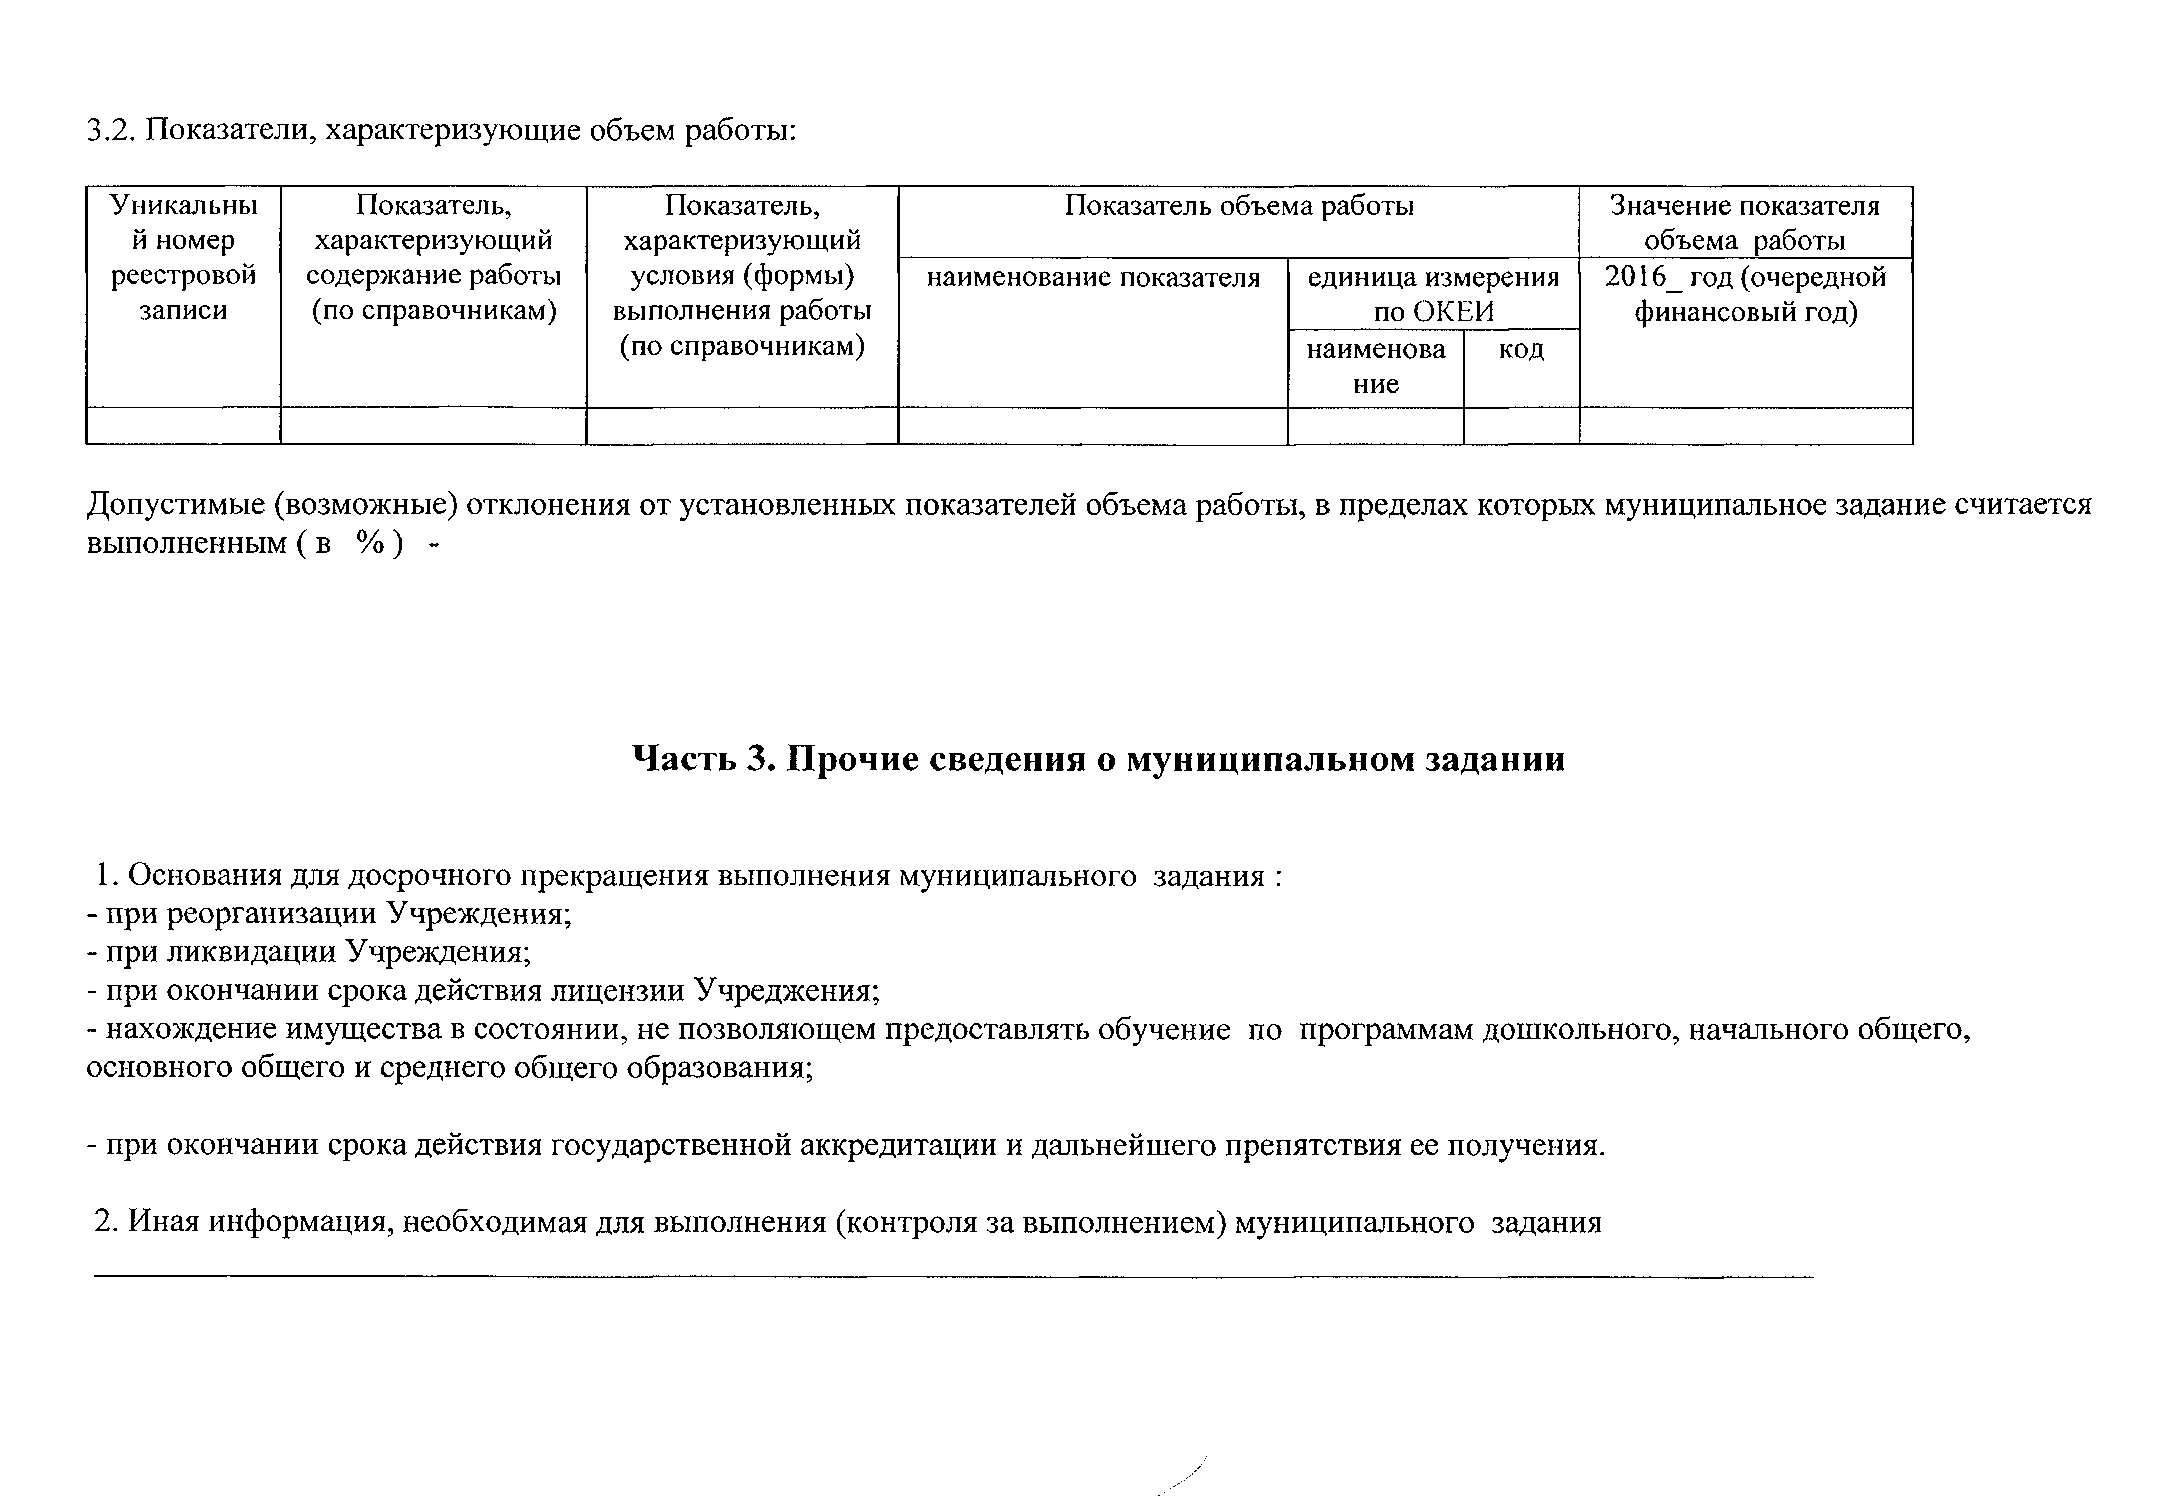 3.2. Показатели, характеризующие объем работы:
Уникальны
й номер
реестровой
записи
Показатель,
характеризующий
содержание работы
(по справочникам)
Показатель,
характеризующий
условия (формы)
выполнения работы
(по справочникам)
Показатель объема работы
Значение показателя
объема работы
наименование показателя
единица измерения
по ОКЕИ
2016_ год (очередной
финансовый год)
наименова
ние
код
Допустимые (возможные) отклонения от установленных показателей объема работы, в пределах которых муниципальное задание считается
выполненным ( в % ) -
Часть 3. Прочие сведения о муниципальном задании
1. Основания для досрочного прекращения выполнения муниципального задания :
- при реорганизации Учреждения;
- при ликвидации Учреждения;
- при окончании срока действия лицензии Учреджения;
- нахождение имущества в состоянии, не позволяющем предоставлять обучение по программам дошкольного, начального общего,
основного общего и среднего общего образования;
- при окончании срока действия государственной аккредитации и дальнейшего препятствия ее получения.
2. Иная информация, необходимая для выполнения (контроля за выполнением) муниципального задания